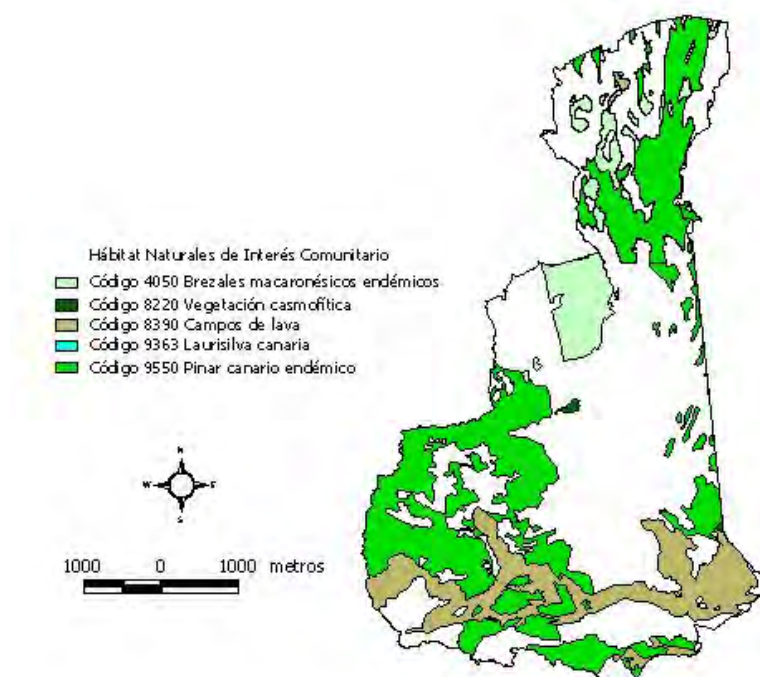 Hábitat Naturales de Interés Comunitario
Código 4050 Brezales macaronésicos endémicos
Código 8220 Vegetación casmofítica
Código 8390 Campos de lava
Código 9363 Laurisilva canaria
Código 9550 Pinar canario endémico
N
W E
S
1000 0 1000 metros